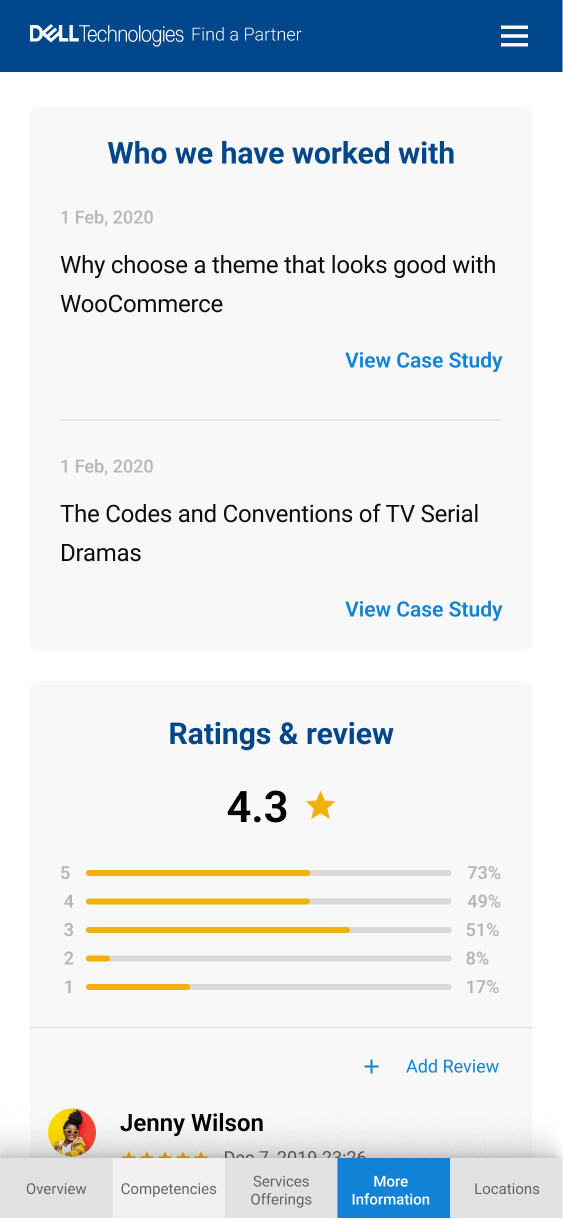 DELLTechnologies Find a Partner
Who we have worked with
1 Feb, 2020
Why choose a theme that looks good with
WooCommerce
View Case Study
1 Feb, 2020
The Codes and Conventions of TV Serial
Dramas
View Case Study
Ratings & review
4.3
5 73%
4 49%
3 51%
2 8%
1 17%
+ Add Review
Jenny Wilson
Dec 7, 2019 23:26
Overview
Competencies
Services
Offerings
More
Information
Locations